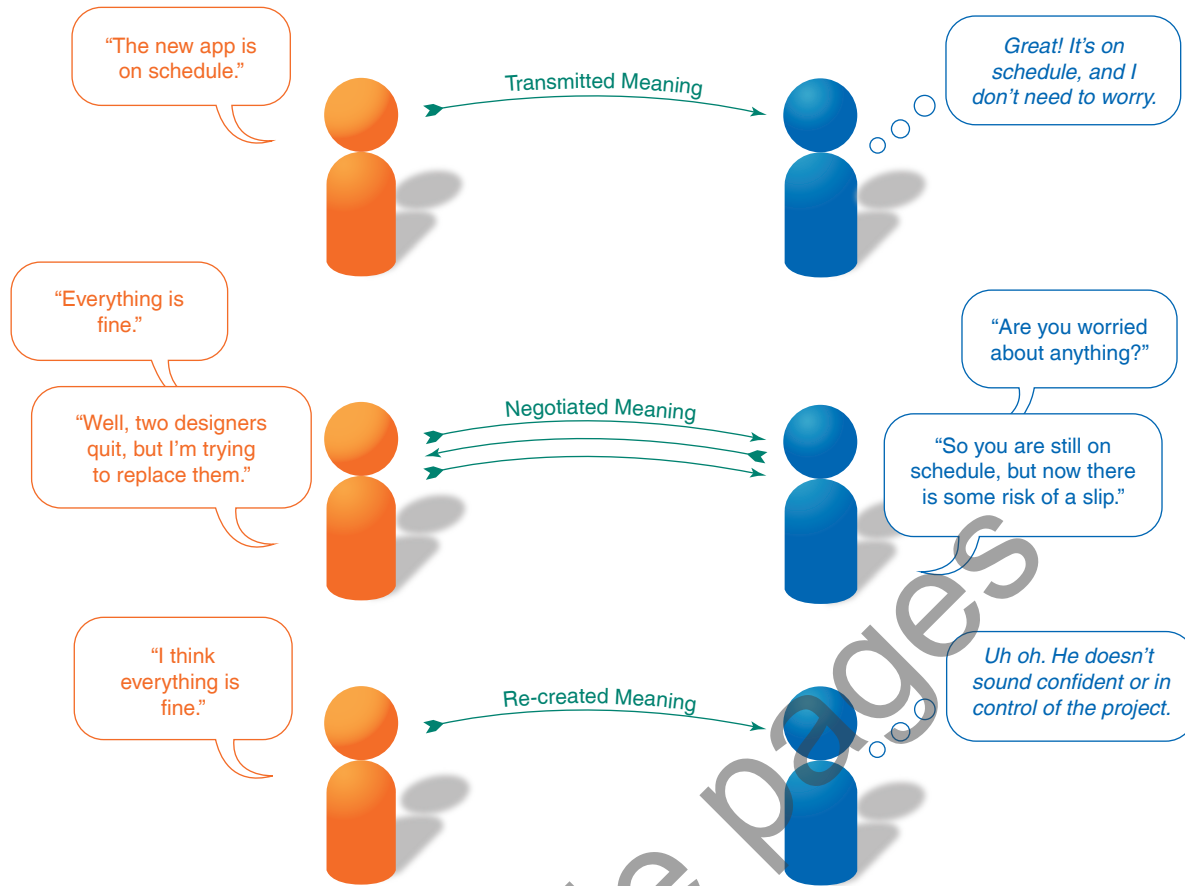 “The new app is
on schedule.”
Transmitted Meaning
Great! It’s on
schedule, and I
don’t need to worry.
“Everything is
fine.”
“Are you worried
about anything?”
“Well, two designers
quit, but I’m trying
to replace them.”
Negotiated Meaning
“So you are still on
schedule, but now there
is some risk of a slip.”
“I think
everything is
fine.”
Re-created Meaning
Uh oh. He doesn’t
sound confident or in
control of the project.
pages